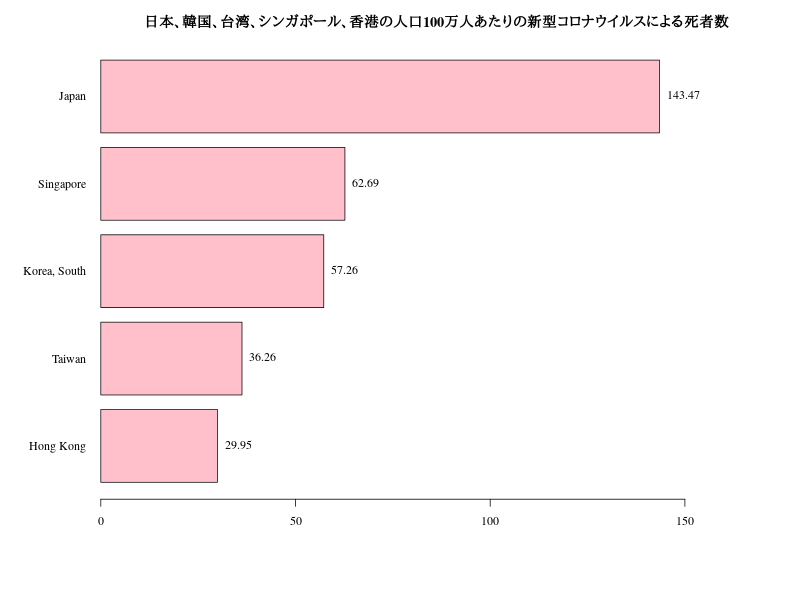 日本、韓国、台湾、シンガポール、香港の人口100万人あたりの新型コロナウイルスによる死者数
Japan 143.47
Singapore 62.69
Korea, South 57.26
Taiwan 36.26
Hong Kong 29.95
0 50 100 150